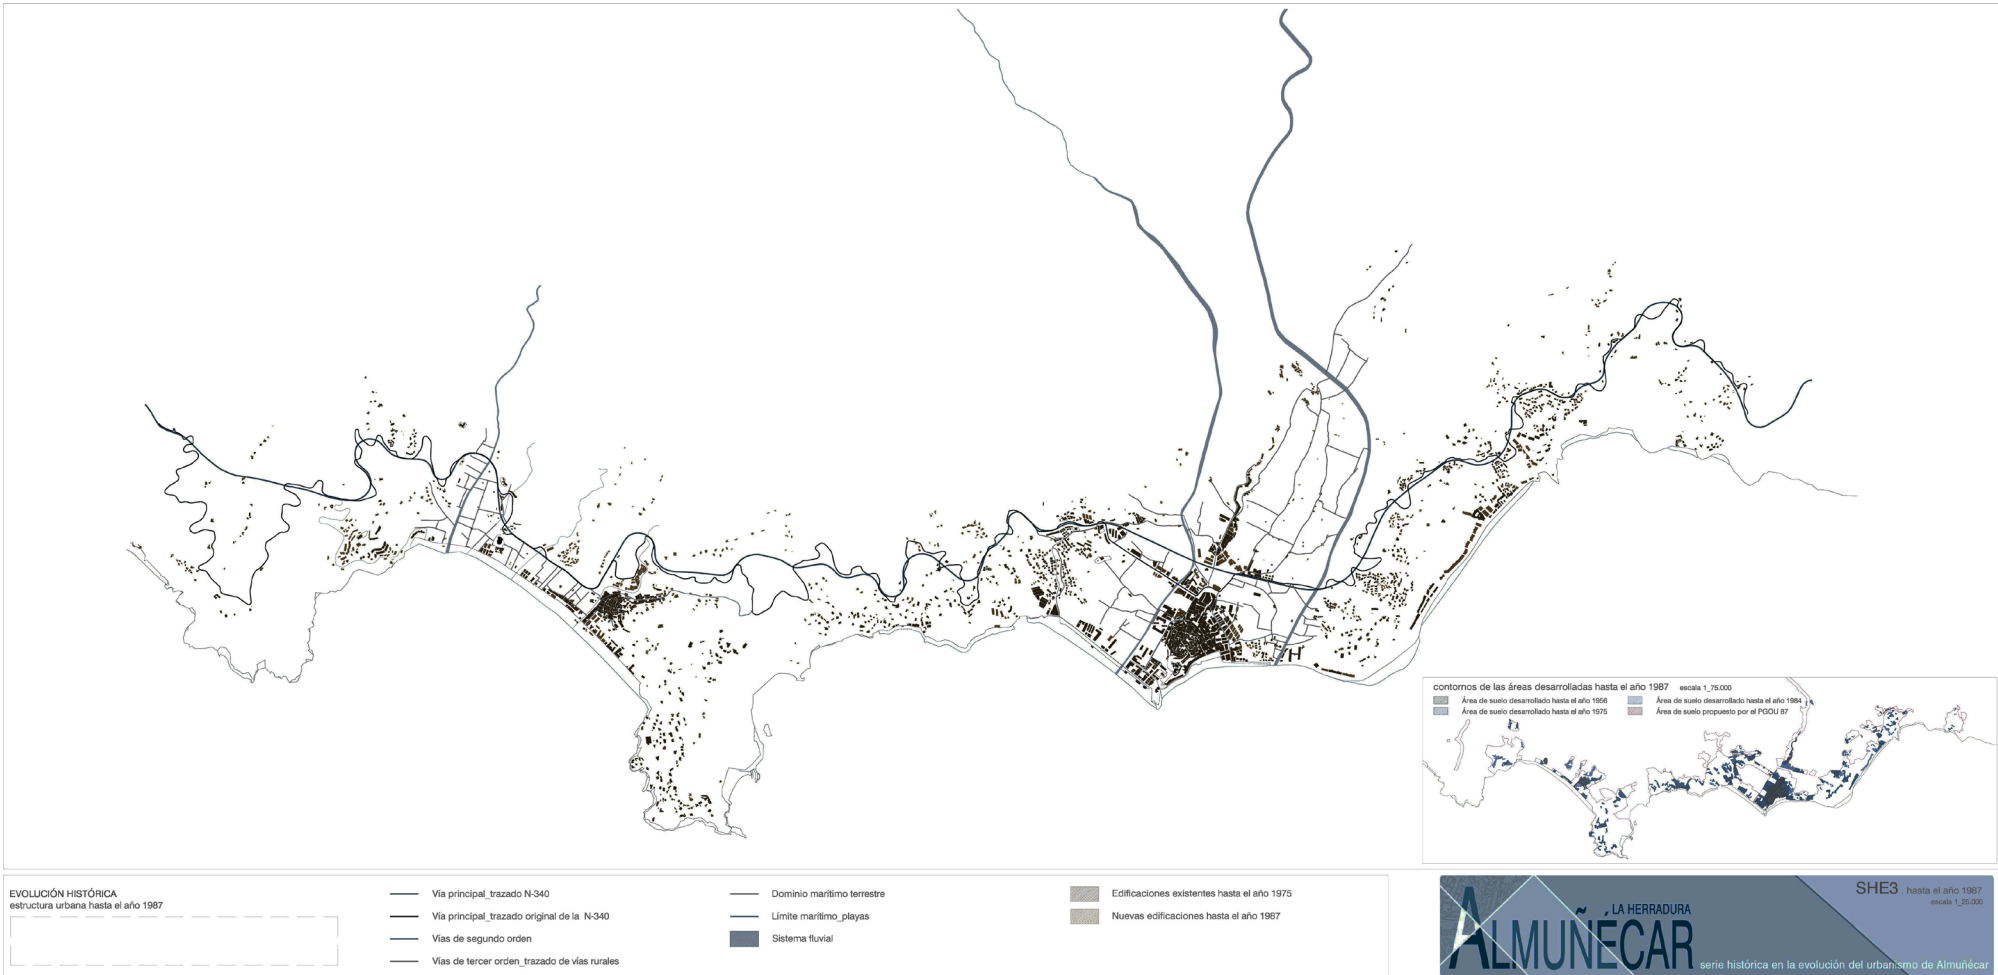 contornos de las áreas desarrolladas hasta el año 1987 escala 1_75.000
Área de suelo desarrollado hasta el año 1956
Área de suelo desarrollado hasta el año 1984
Área de suelo desarrollado hasta el año 1975
Área de suelo propuesto por el PGOU 87
EVOLUCIÓN HISTÓRICA
estructura urbana hasta el año 1987
Vía principal_trazado N-340
Vía principal_trazado original de la N-340
Vías de segundo orden
Vías de tercer orden_trazado de vías rurales
Dominio marítimo terrestre
Límite marítimo_playas
Sistema fluvial
Edificaciones existentes hasta el año 1975
Nuevas edificaciones hasta el año 1987
SHE3 . hasta el año 1987
escala 1_25.000
LA HERRADURA
ALMUÑÉCAR
serie histórica en la evolución del urbanismo de Almuñécar